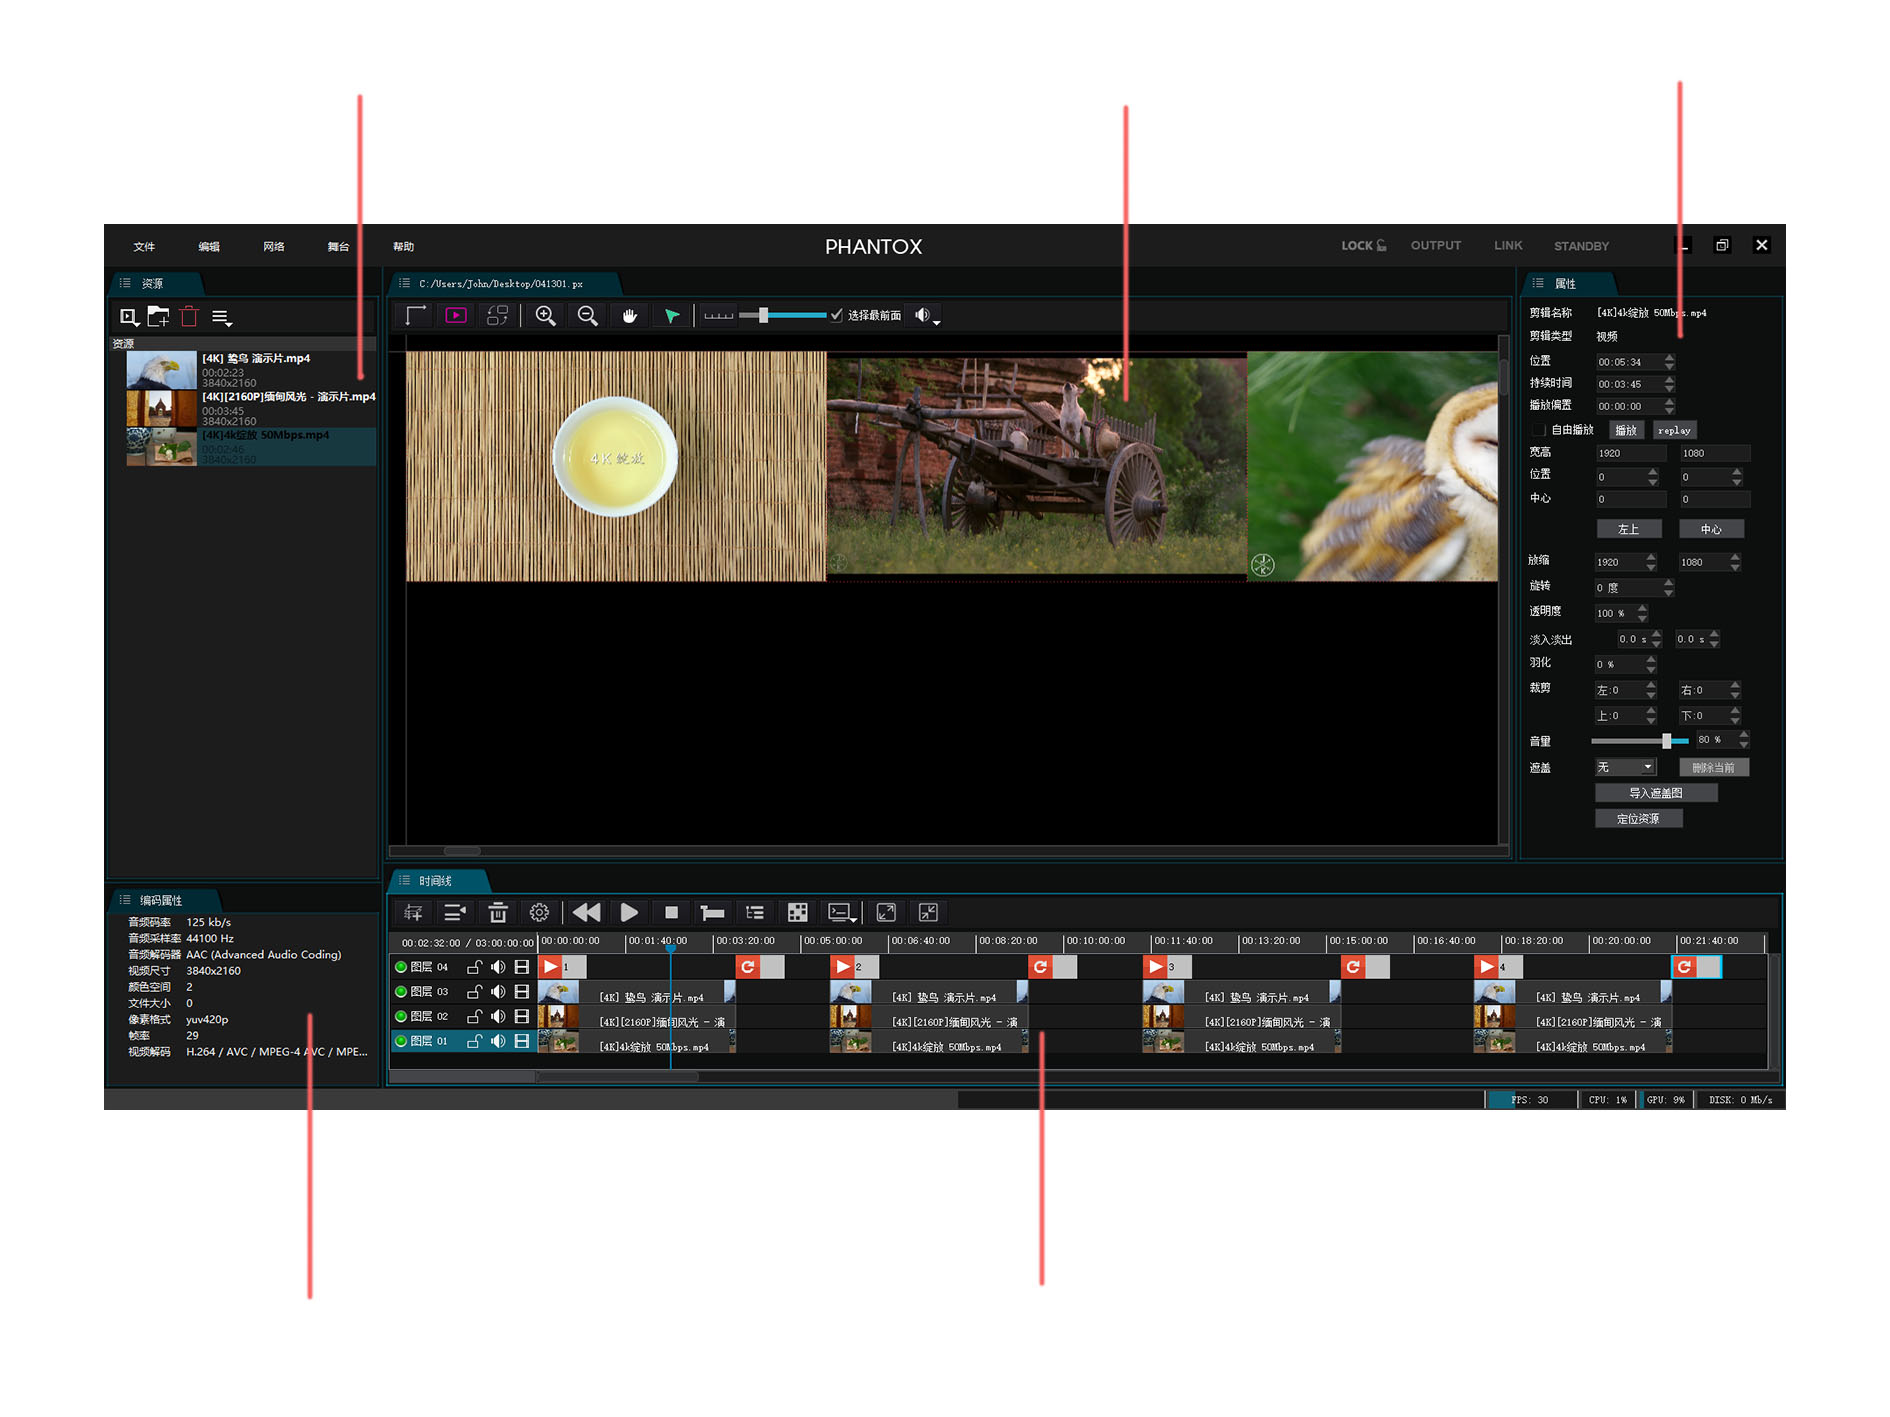 文件 编辑 网络 舞台 帮助 PHANTOX LOCK OUTPUT LINK STANDBY
资源
资源
[4K] 鸷鸟 演示片.mp4
00:02:23
3840x2160
[4K][2160P]缅甸风光 - 演示片.mp4
00:03:45
3840x2160
[4K]4k绽放 50Mbps.mp4
00:02:46
3840x2160
C:/Users/John/Desktop/041301.px
选择最前面
4K 绽放
属性
剪辑名称 [4K]4k绽放 50Mbps.mp4
剪辑类型 视频
位置 00:05:34
持续时间 00:03:45
播放偏置 00:00:00
自由播放 播放 replay
宽高 1920 1080
位置 0 0
中心 0 0
左上 中心
放缩 1920 1080
旋转 0 度
透明度 100 %
淡入淡出 0.0 s 0.0 s
羽化 0 %
裁剪 左:0 右:0
上:0 下:0
音量 80 %
遮盖 无 删除当前
导入遮盖图
定位资源
编码属性
音频码率 125 kb/s
音频采样率 44100 Hz
音频解码器 AAC (Advanced Audio Coding)
视频尺寸 3840x2160
颜色空间 2
文件大小 0
像素格式 yuv420p
帧率 29
视频解码 H.264 / AVC / MPEG-4 AVC / MPE...
时间线
00:02:32:00 / 03:00:00:00 00:00:00:00 00:01:40:00 00:03:20:00 00:05:00:00 00:06:40:00 00:08:20:00 00:10:00:00 00:11:40:00 00:13:20:00 00:15:00:00 00:16:40:00 00:18:20:00 00:20:00:00 00:21:40:00
图层 04 1 2 3 4
图层 03 [4K] 鸷鸟 演示片.mp4 [4K] 鸷鸟 演示片.mp4 [4K] 鸷鸟 演示片.mp4 [4K] 鸷鸟 演示片.mp4
图层 02 [4K][2160P]缅甸风光 - 演 [4K][2160P]缅甸风光 - 演 [4K][2160P]缅甸风光 - 演 [4K][2160P]缅甸风光 - 演
图层 01 [4K]4k绽放 50Mbps.mp4 [4K]4k绽放 50Mbps.mp4 [4K]4k绽放 50Mbps.mp4 [4K]4k绽放 50Mbps.mp4
FPS: 30 CPU: 1% GPU: 9% DISK: 0 Mb/s